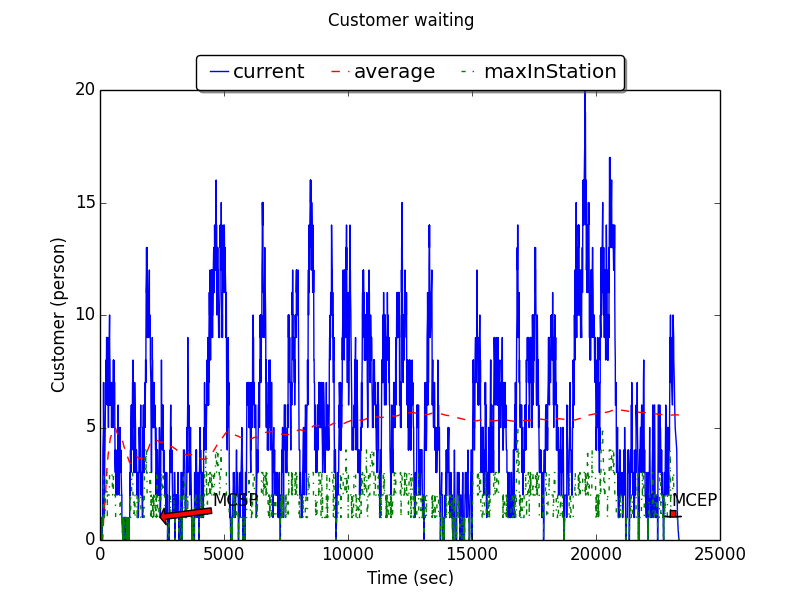 Customer waiting
current average maxInStation
20
15
10
5
0
Customer (person)
MCSP
MCEP
0 5000 10000 15000 20000 25000
Time (sec)